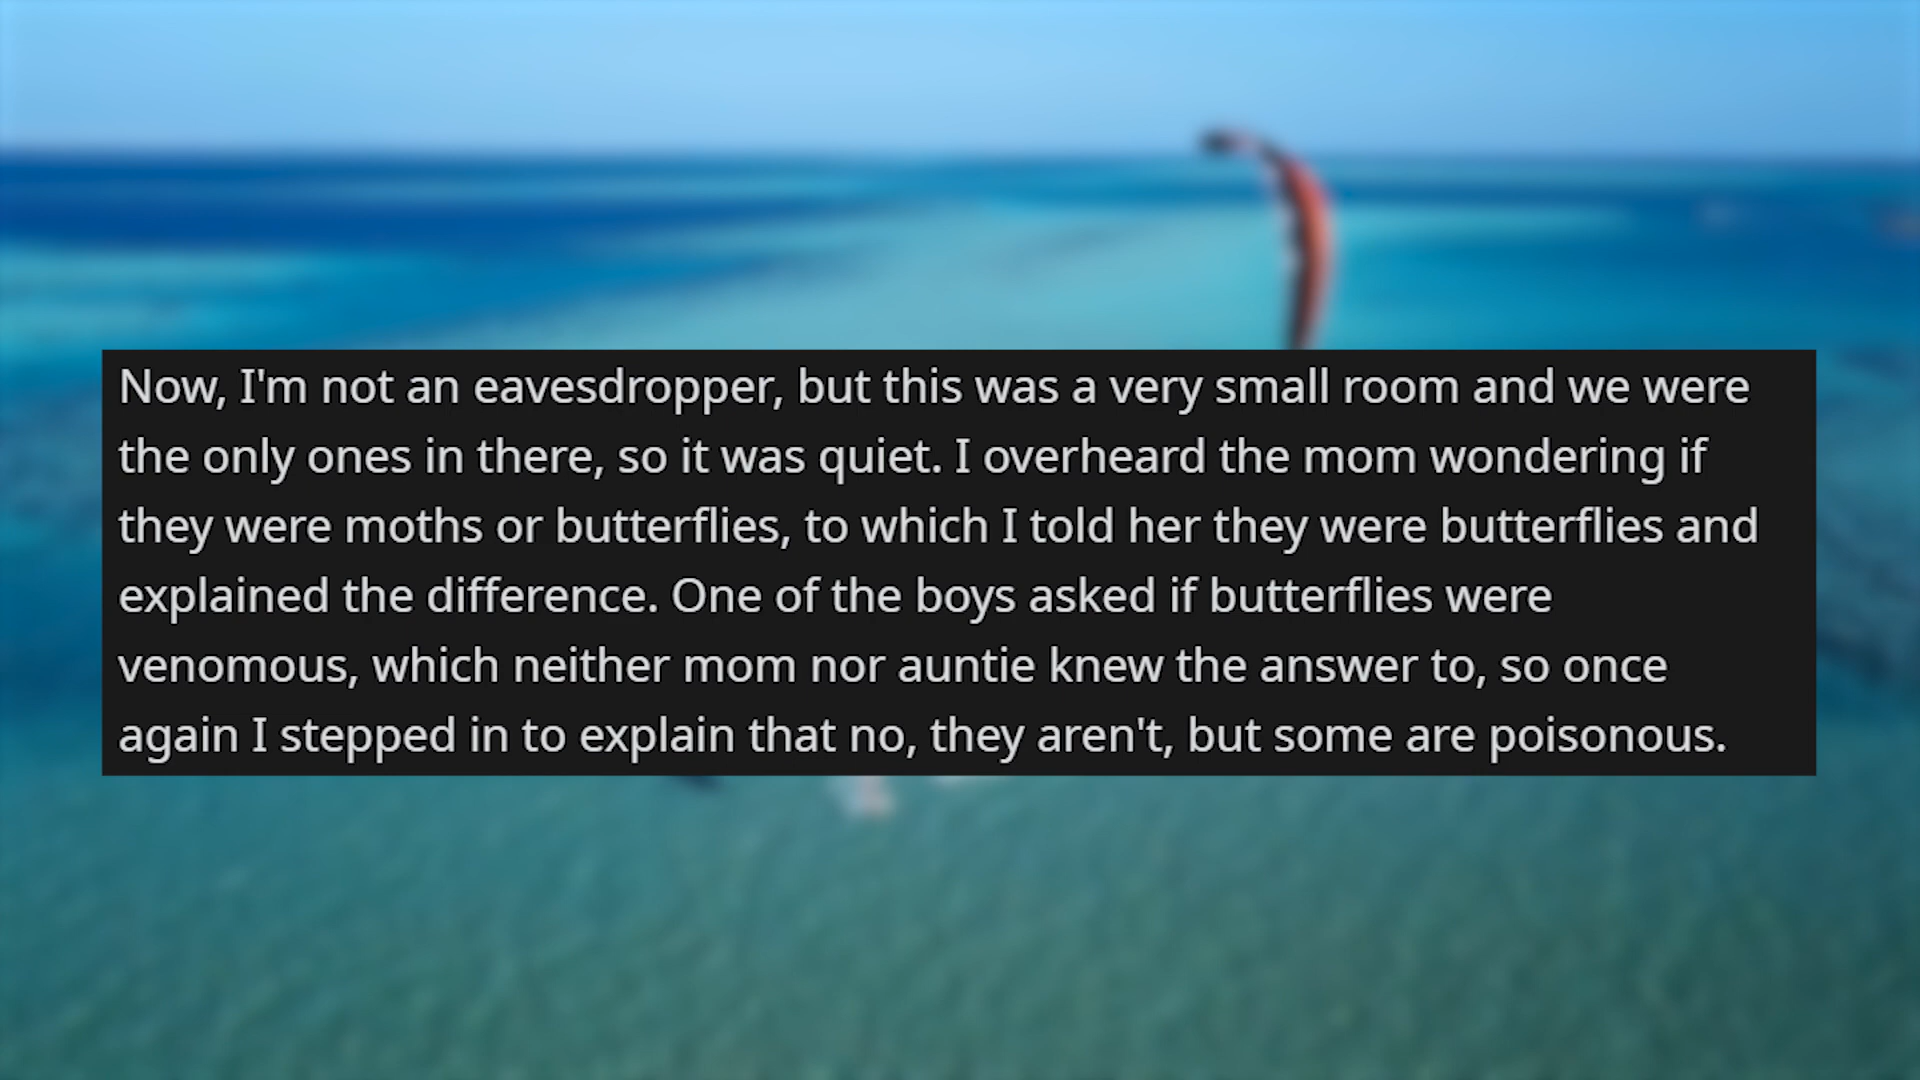 Now, I'm not an eavesdropper, but this was a very small room and we were
the only ones in there, so it was quiet. I overheard the mom wondering if
they were moths or butterflies, to which I told her they were butterflies and
explained the difference. One of the boys asked if butterflies were
venomous, which neither mom nor auntie knew the answer to, so once
again I stepped in to explain that no, they aren't, but some are poisonous.